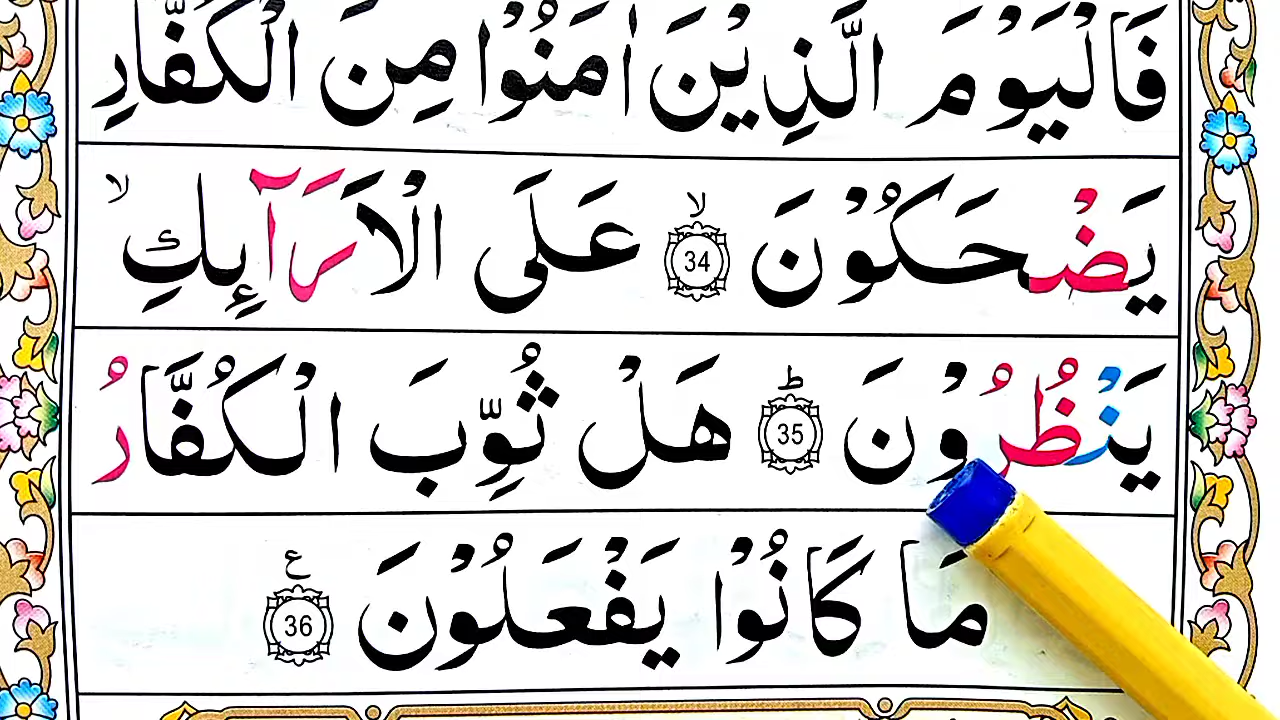 فَالْيَوْمَ الَّذِيْنَ اٰمَنُوْا مِنَ الْكُفَّارِ
يَضْحَكُوْنَ ۙ 34 عَلَى الْاَرَآئِكِ ۙ
يَنْظُرُوْنَ ؕ 35 هَلْ ثُوِّبَ الْكُفَّارُ
مَا كَانُوْا يَفْعَلُوْنَ 36 ع